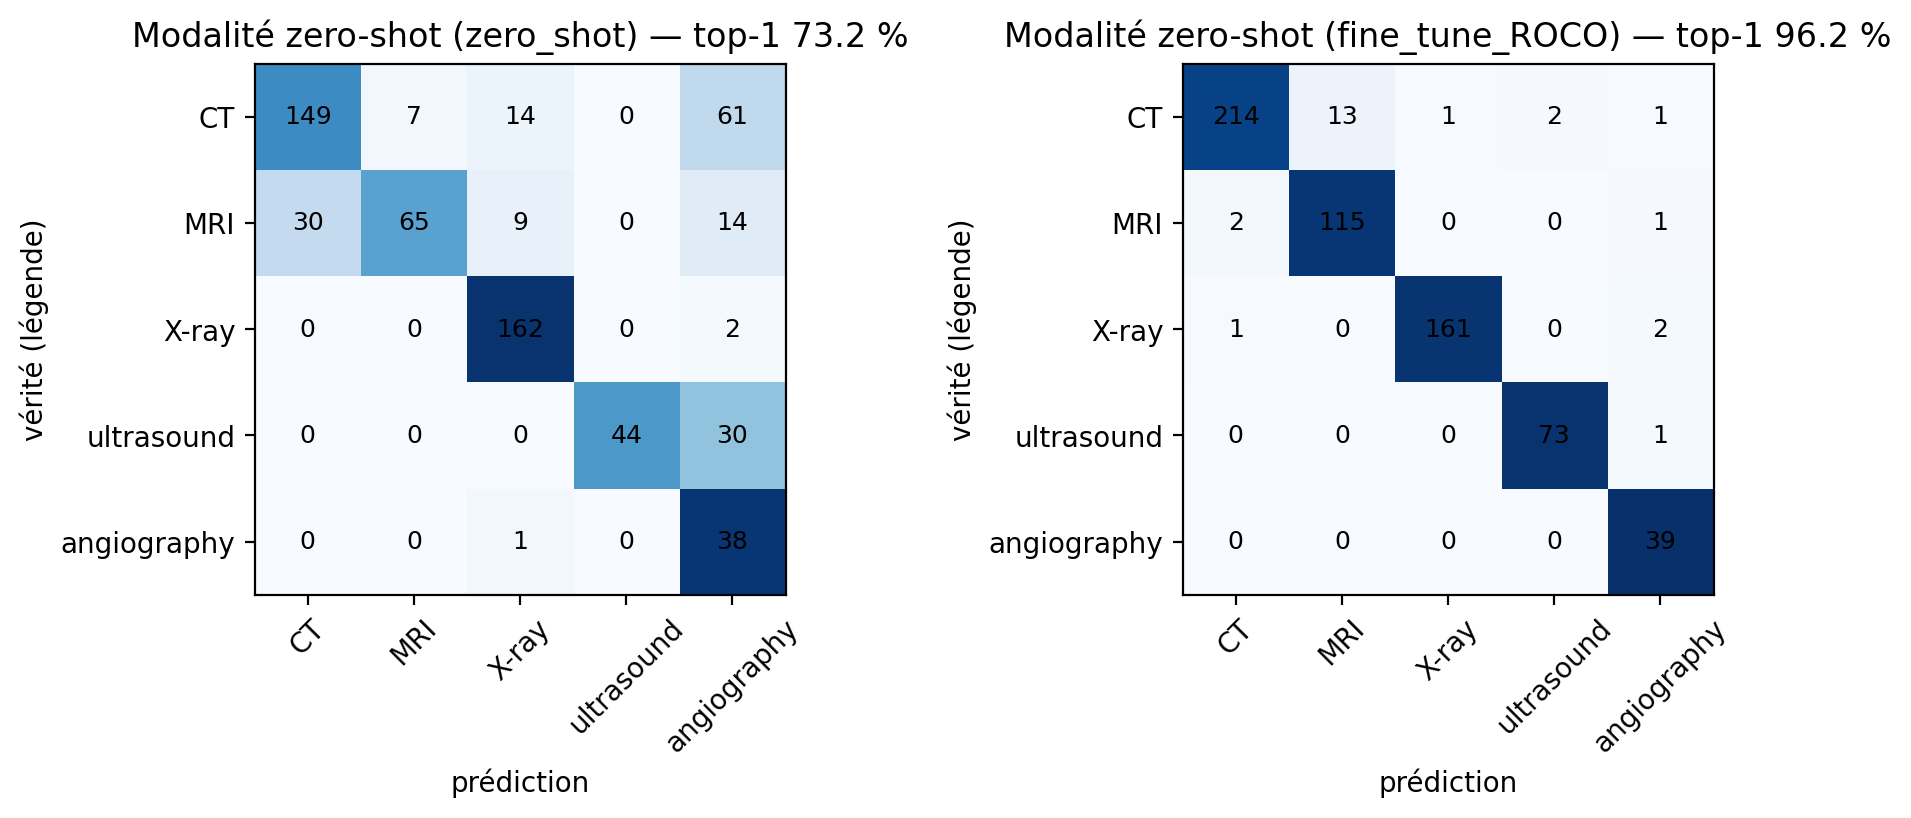 Modalité zero-shot (zero_shot) — top-1 73.2 %
vérité (légende)
CT 149 7 14 0 61
MRI 30 65 9 0 14
X-ray 0 0 162 0 2
ultrasound 0 0 0 44 30
angiography 0 0 1 0 38
CT MRI X-ray ultrasound angiography
prédiction
Modalité zero-shot (fine_tune_ROCO) — top-1 96.2 %
vérité (légende)
CT 214 13 1 2 1
MRI 2 115 0 0 1
X-ray 1 0 161 0 2
ultrasound 0 0 0 73 1
angiography 0 0 0 0 39
CT MRI X-ray ultrasound angiography
prédiction